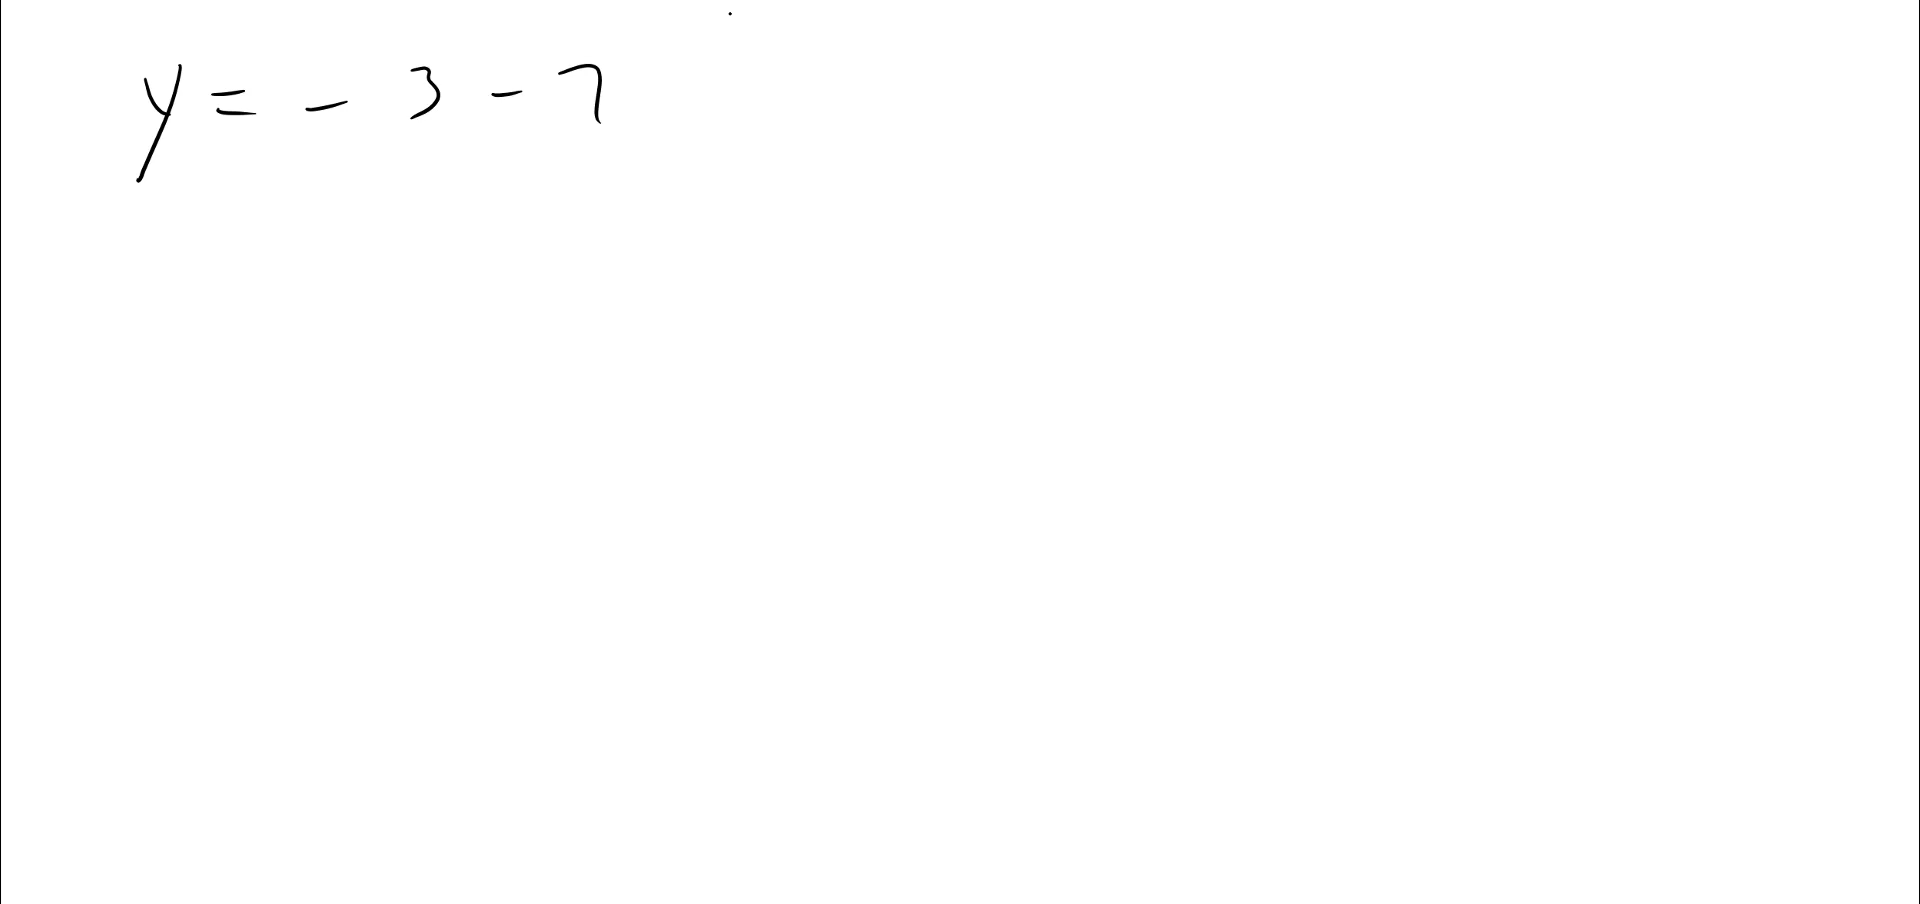 y = - 3 - 7